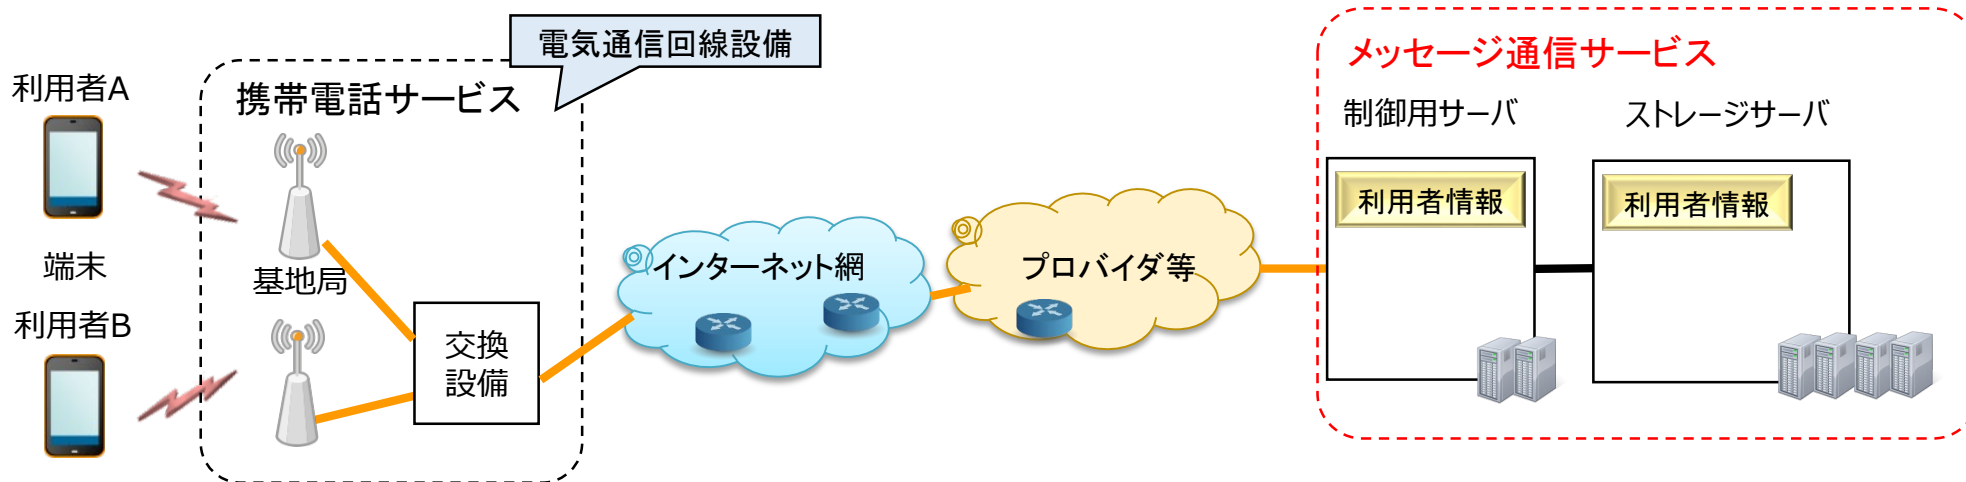 電気通信回線設備
メッセージ通信サービス
利用者A
携帯電話サービス
制御用サーバ
ストレージサーバ
利用者情報
利用者情報
端末
基地局
インターネット網
プロバイダ等
利用者B
交換
設備